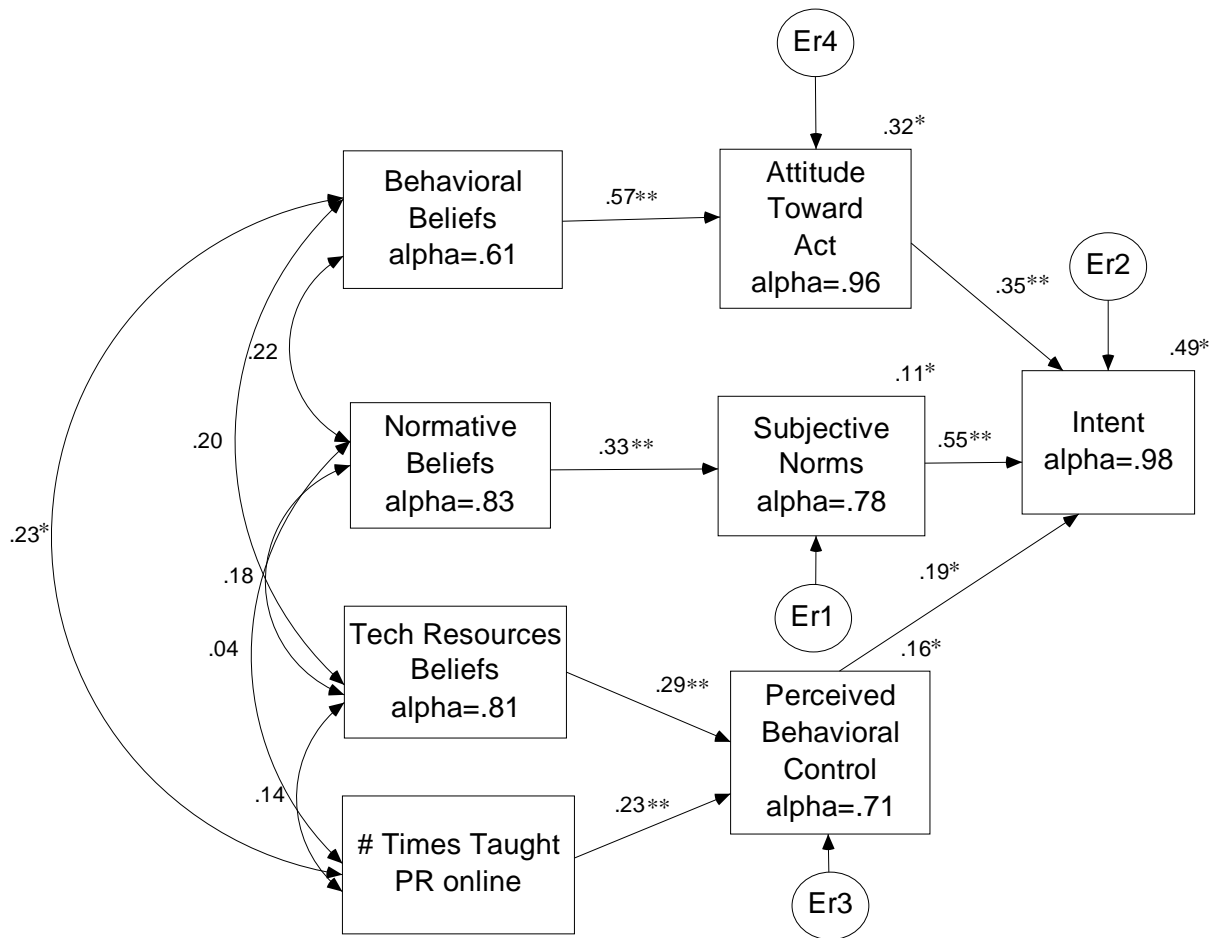 Er4
.32*
Behavioral
Beliefs
alpha=.61
.57**
Attitude
Toward
Act
alpha=.96
Er2
.35**
.49*
.22
.11*
.20
Normative
Beliefs
alpha=.83
.33**
Subjective
Norms
alpha=.78
.55**
Intent
alpha=.98
.23*
.18
.19*
Er1
.04
Tech Resources
Beliefs
alpha=.81
.29**
.16*
Perceived
Behavioral
Control
alpha=.71
.14
# Times Taught
PR online
.23**
Er3